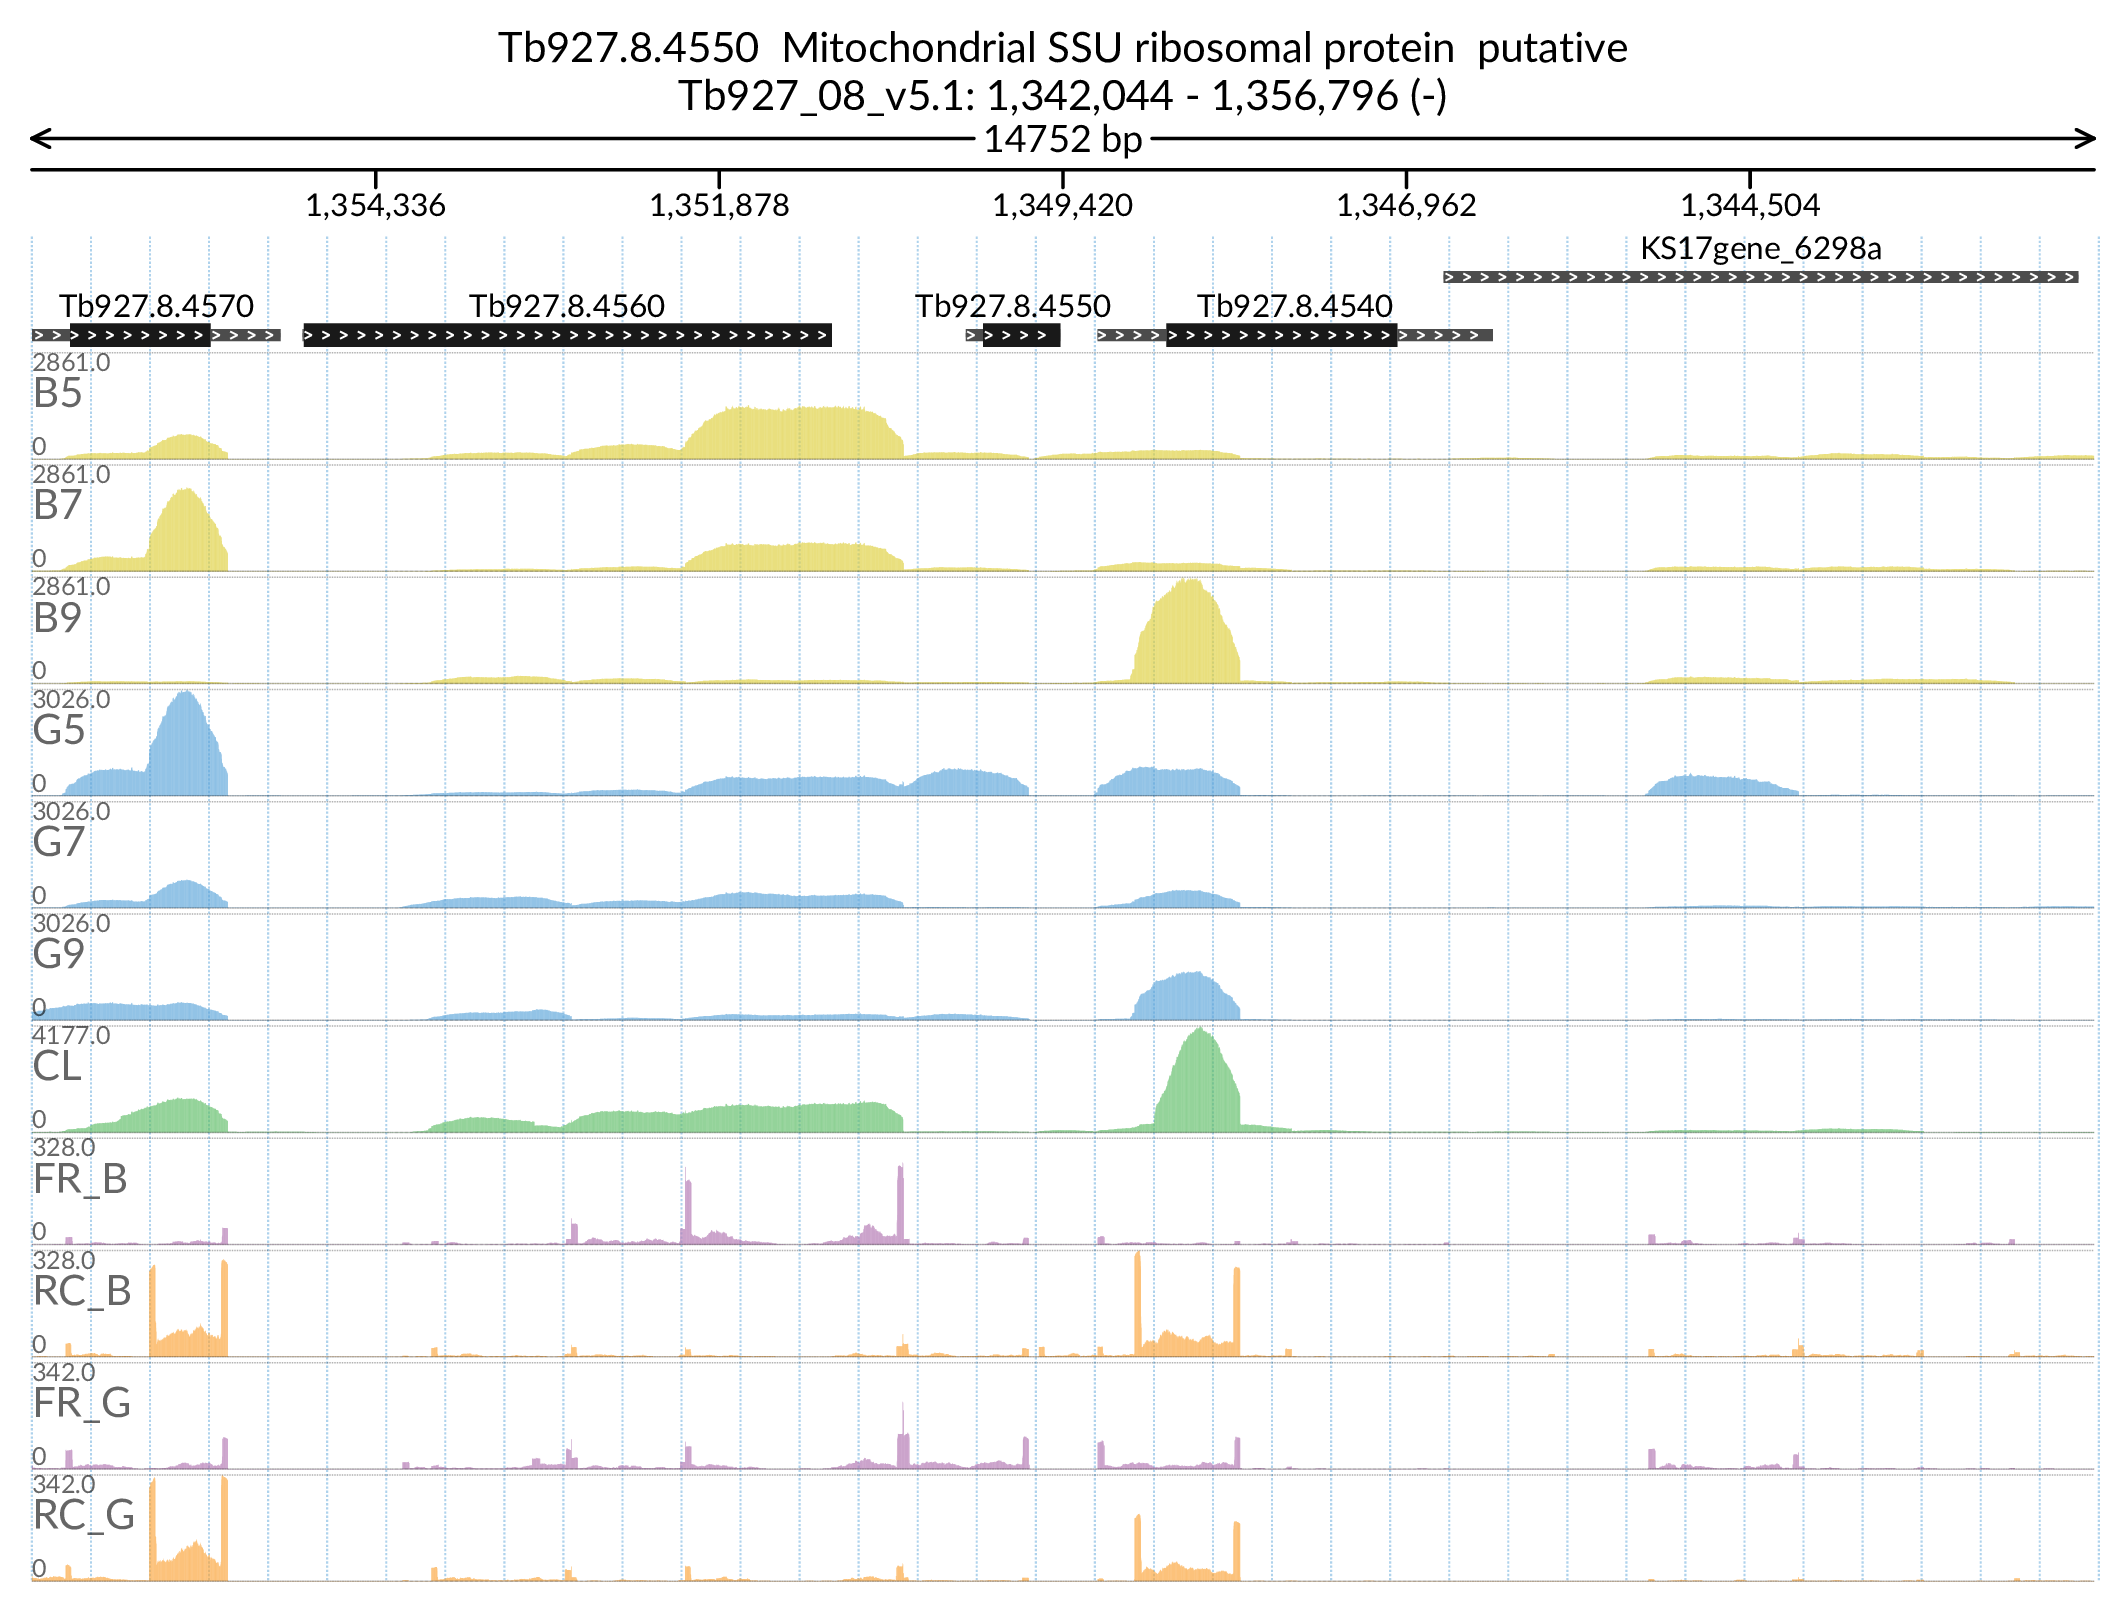 Tb927.8.4550  Mitochondrial SSU ribosomal protein  putative
Tb927_08_v5.1: 1,342,044 - 1,356,796 (-)
14752 bp
1,354,336 1,351,878 1,349,420 1,346,962 1,344,504
KS17gene_6298a
Tb927.8.4570 Tb927.8.4560 Tb927.8.4550 Tb927.8.4540
2861.0
B5
0
2861.0
B7
0
2861.0
B9
0
3026.0
G5
0
3026.0
G7
0
3026.0
G9
0
4177.0
CL
0
328.0
FR_B
0
328.0
RC_B
0
342.0
FR_G
0
342.0
RC_G
0